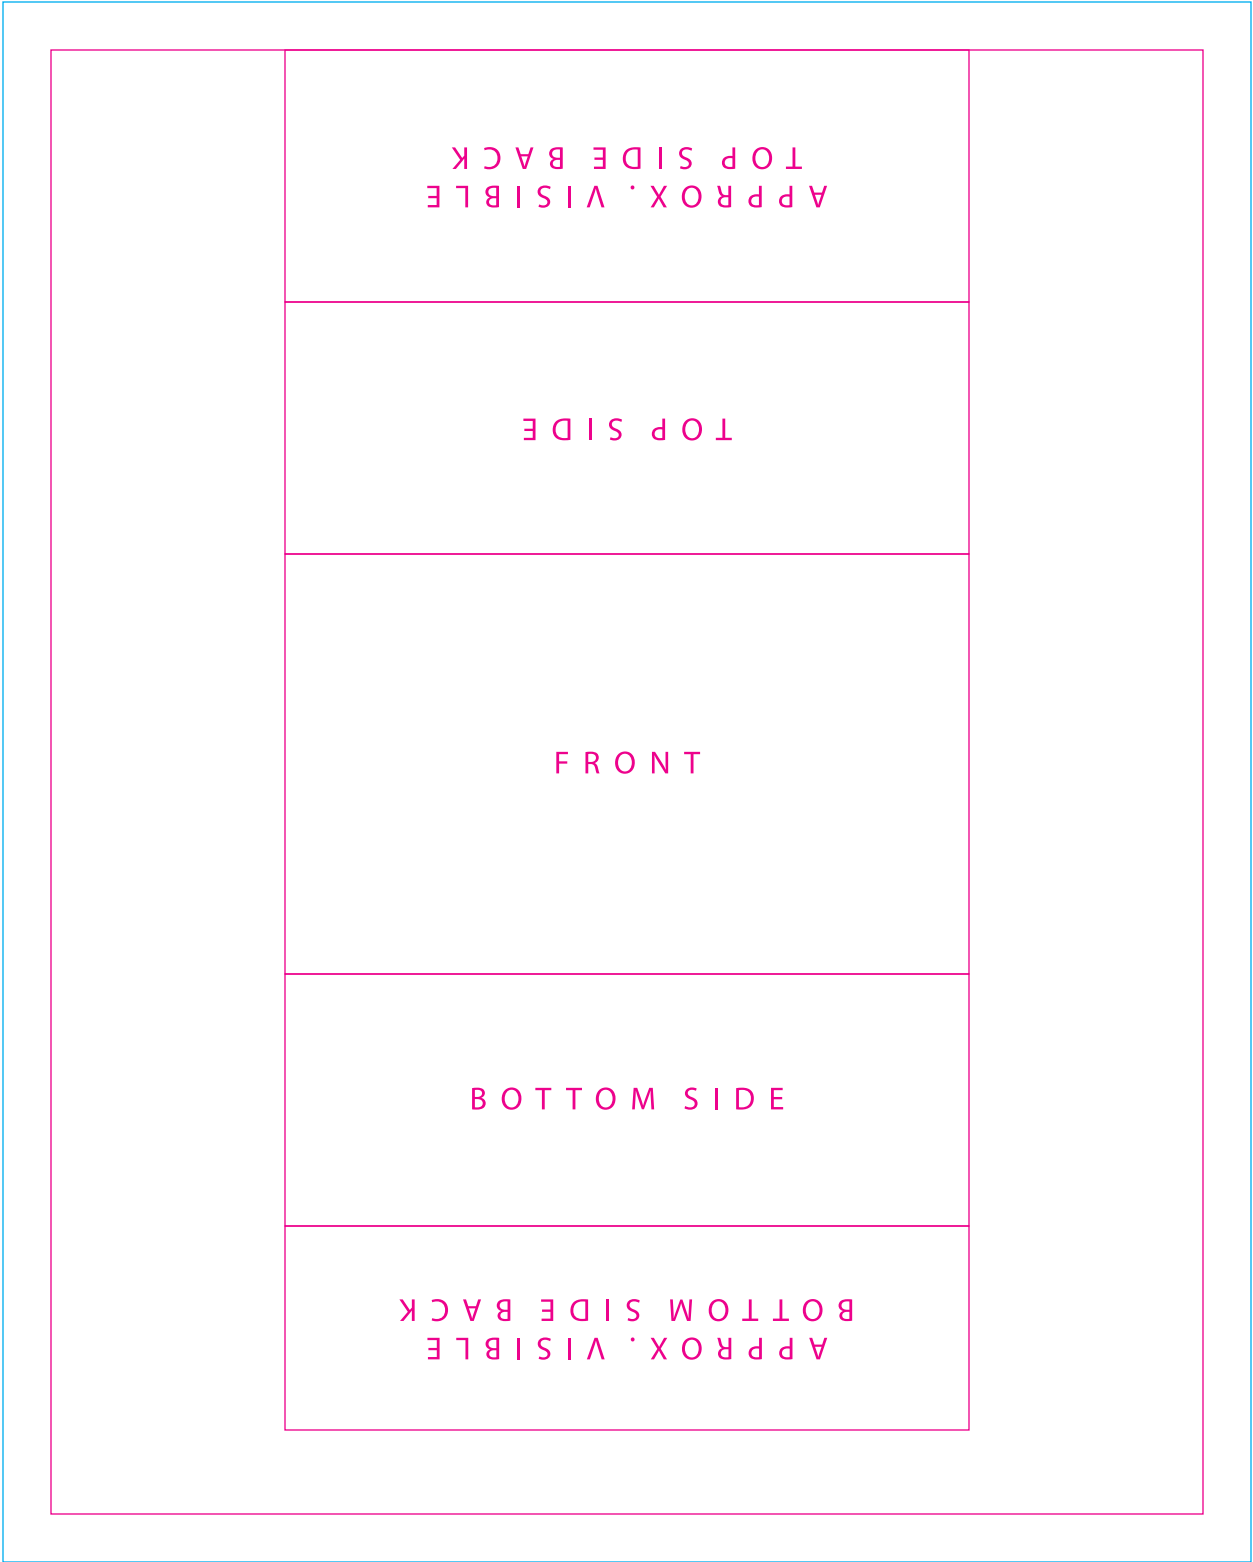 APPROX. VISIBLE
TOP SIDE BACK
TOP SIDE
FRONT
BOTTOM SIDE
APPROX. VISIBLE
BOTTOM SIDE BACK